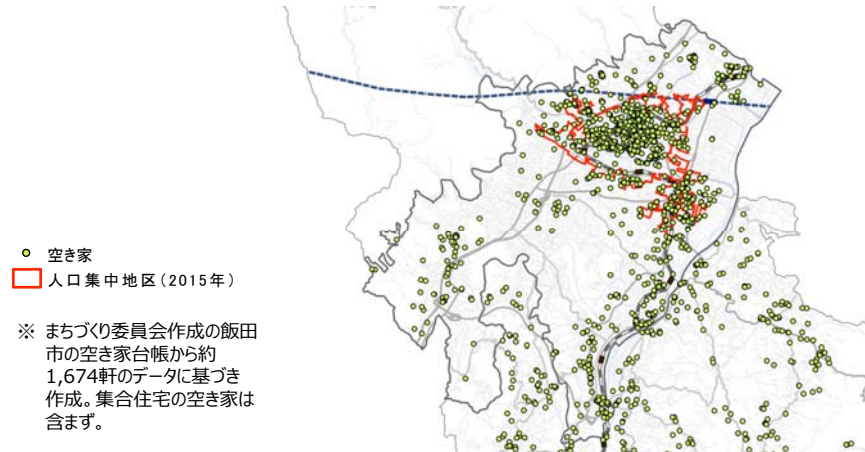 空き家
人口集中地区(2015年)
※ まちづくり委員会作成の飯田
市の空き家台帳から約
1,674軒のデータに基づき
作成。集合住宅の空き家は
含まず。